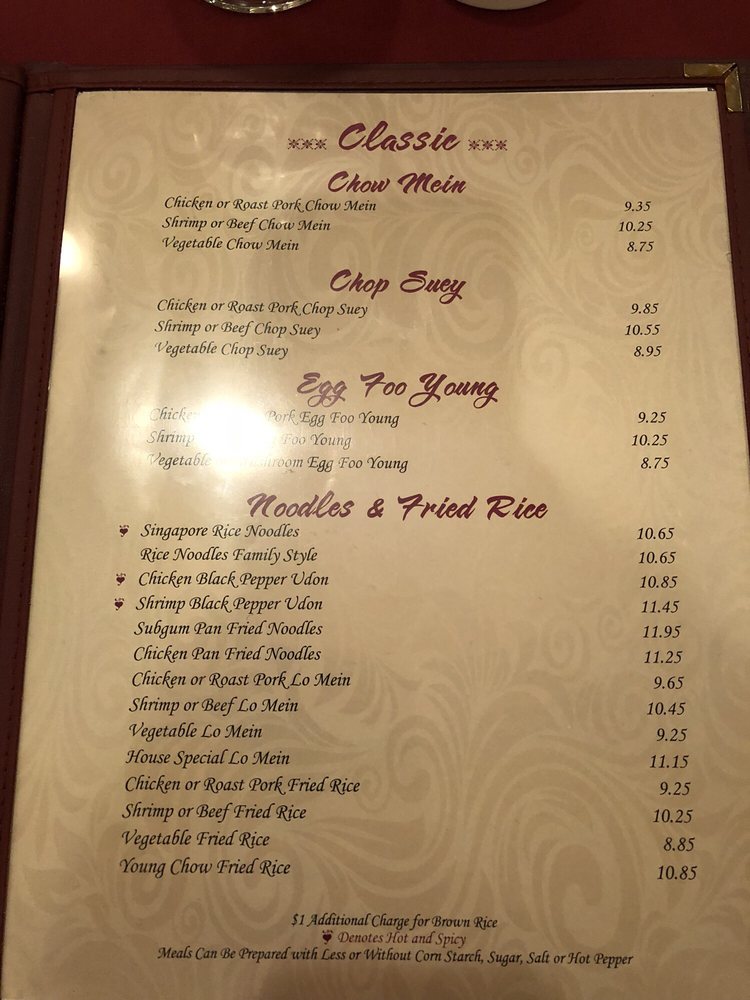 Classic
Chow Mein
Chicken or Roast Pork Chow Mein 9.35
Shrimp or Beef Chow Mein 10.25
Vegetable Chow Mein 8.75
Chop Suey
Chicken or Roast Pork Chop Suey 9.85
Shrimp or Beef Chop Suey 10.55
Vegetable Chop Suey 8.95
Egg Foo Young
Chicken Pork Egg Foo Young 9.25
Shrimp Foo Young 10.25
Vegetable Mushroom Egg Foo Young 8.75
Noodles & Fried Rice
Singapore Rice Noodles 10.65
Rice Noodles Family Style 10.65
Chicken Black Pepper Udon 10.85
Shrimp Black Pepper Udon 11.45
Subgum Pan Fried Noodles 11.95
Chicken Pan Fried Noodles 11.25
Chicken or Roast Pork Lo Mein 9.65
Shrimp or Beef Lo Mein 10.45
Vegetable Lo Mein 9.25
House Special Lo Mein 11.15
Chicken or Roast Pork Fried Rice 9.25
Shrimp or Beef Fried Rice 10.25
Vegetable Fried Rice 8.85
Young Chow Fried Rice 10.85
$1 Additional Charge for Brown Rice
Denotes Hot and Spicy
Meals Can Be Prepared with Less or Without Corn Starch, Sugar, Salt or Hot Pepper